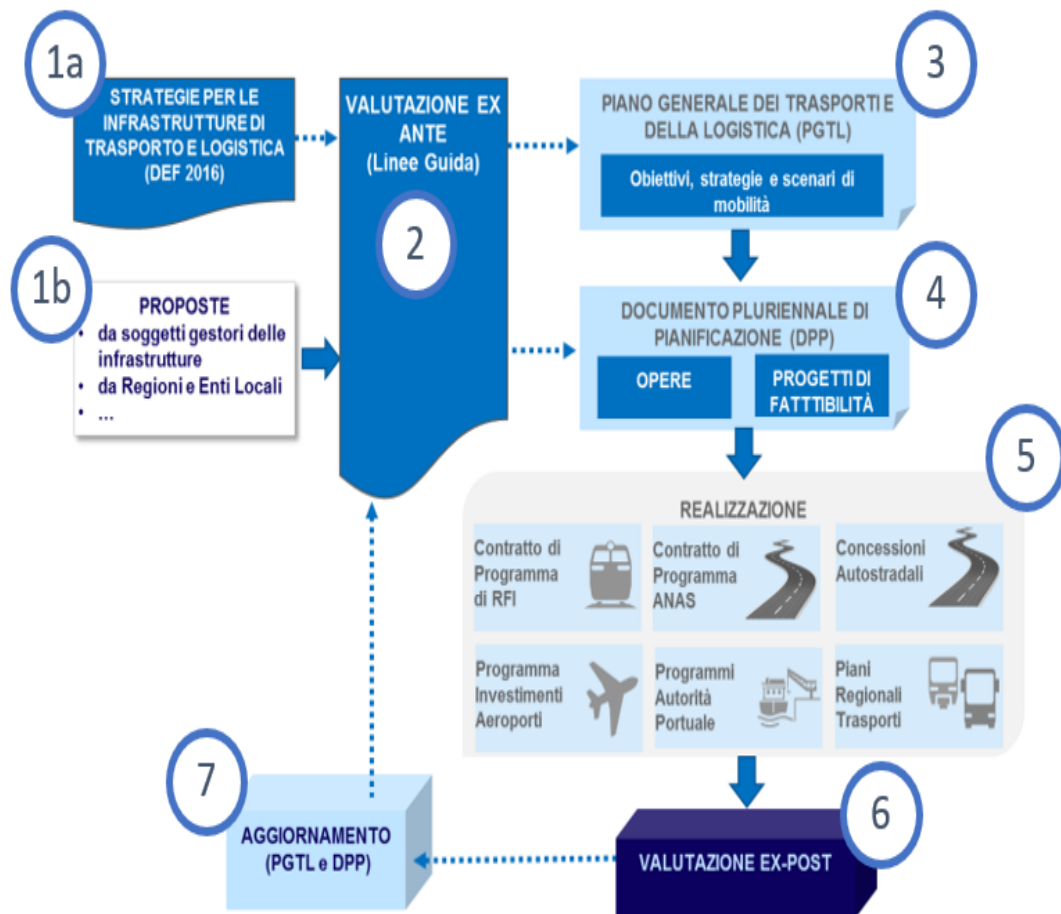 1a
STRATEGIE PER LE
INFRASTRUTTURE DI
TRASPORTO E LOGISTICA
(DEF 2016)
1b
PROPOSTE
• da soggetti gestori delle
infrastrutture
• da Regioni e Enti Locali
• ...
VALUTAZIONE EX
ANTE
(Linee Guida)
2
3
PIANO GENERALE DEI TRASPORTI E
DELLA LOGISTICA (PGTL)
Obiettivi, strategie e scenari di
mobilità
4
DOCUMENTO PLURIENNALE DI
PIANIFICAZIONE (DPP)
OPERE
PROGETTI DI
FATTTIBILITÀ
5
REALIZZAZIONE
Contratto di
Programma
di RFI
Contratto di
Programma
ANAS
Concessioni
Autostradali
Programma
Investimenti
Aeroporti
Programmi
Autorità
Portuale
Piani
Regionali
Trasporti
6
VALUTAZIONE EX-POST
7
AGGIORNAMENTO
(PGTL e DPP)